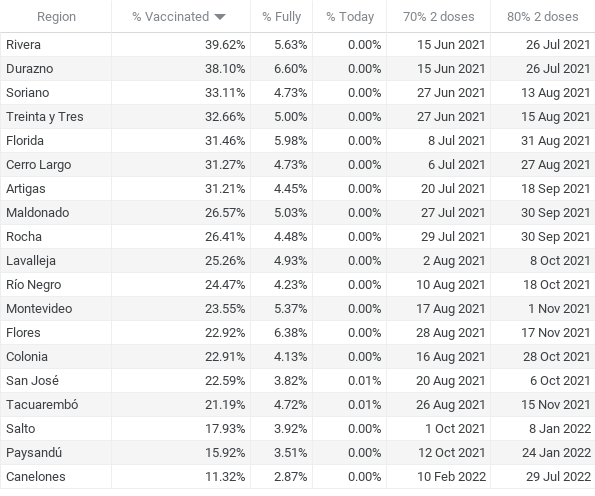 Region % Vaccinated % Fully % Today 70% 2 doses 80% 2 doses
Rivera 39.62% 5.63% 0.00% 15 Jun 2021 26 Jul 2021
Durazno 38.10% 6.60% 0.00% 15 Jun 2021 26 Jul 2021
Soriano 33.11% 4.73% 0.00% 27 Jun 2021 13 Aug 2021
Treinta y Tres 32.66% 5.00% 0.00% 27 Jun 2021 15 Aug 2021
Florida 31.46% 5.98% 0.00% 8 Jul 2021 31 Aug 2021
Cerro Largo 31.27% 4.73% 0.00% 6 Jul 2021 27 Aug 2021
Artigas 31.21% 4.45% 0.00% 20 Jul 2021 18 Sep 2021
Maldonado 26.57% 5.03% 0.00% 27 Jul 2021 30 Sep 2021
Rocha 26.41% 4.48% 0.00% 29 Jul 2021 30 Sep 2021
Lavalleja 25.26% 4.93% 0.00% 2 Aug 2021 8 Oct 2021
Río Negro 24.47% 4.23% 0.00% 10 Aug 2021 18 Oct 2021
Montevideo 23.55% 5.37% 0.00% 17 Aug 2021 1 Nov 2021
Flores 22.92% 6.38% 0.00% 28 Aug 2021 17 Nov 2021
Colonia 22.91% 4.13% 0.00% 16 Aug 2021 28 Oct 2021
San José 22.59% 3.82% 0.01% 20 Aug 2021 6 Oct 2021
Tacuarembó 21.19% 4.72% 0.01% 26 Aug 2021 15 Nov 2021
Salto 17.93% 3.92% 0.00% 1 Oct 2021 8 Jan 2022
Paysandú 15.92% 3.51% 0.00% 12 Oct 2021 24 Jan 2022
Canelones 11.32% 2.87% 0.00% 10 Feb 2022 29 Jul 2022